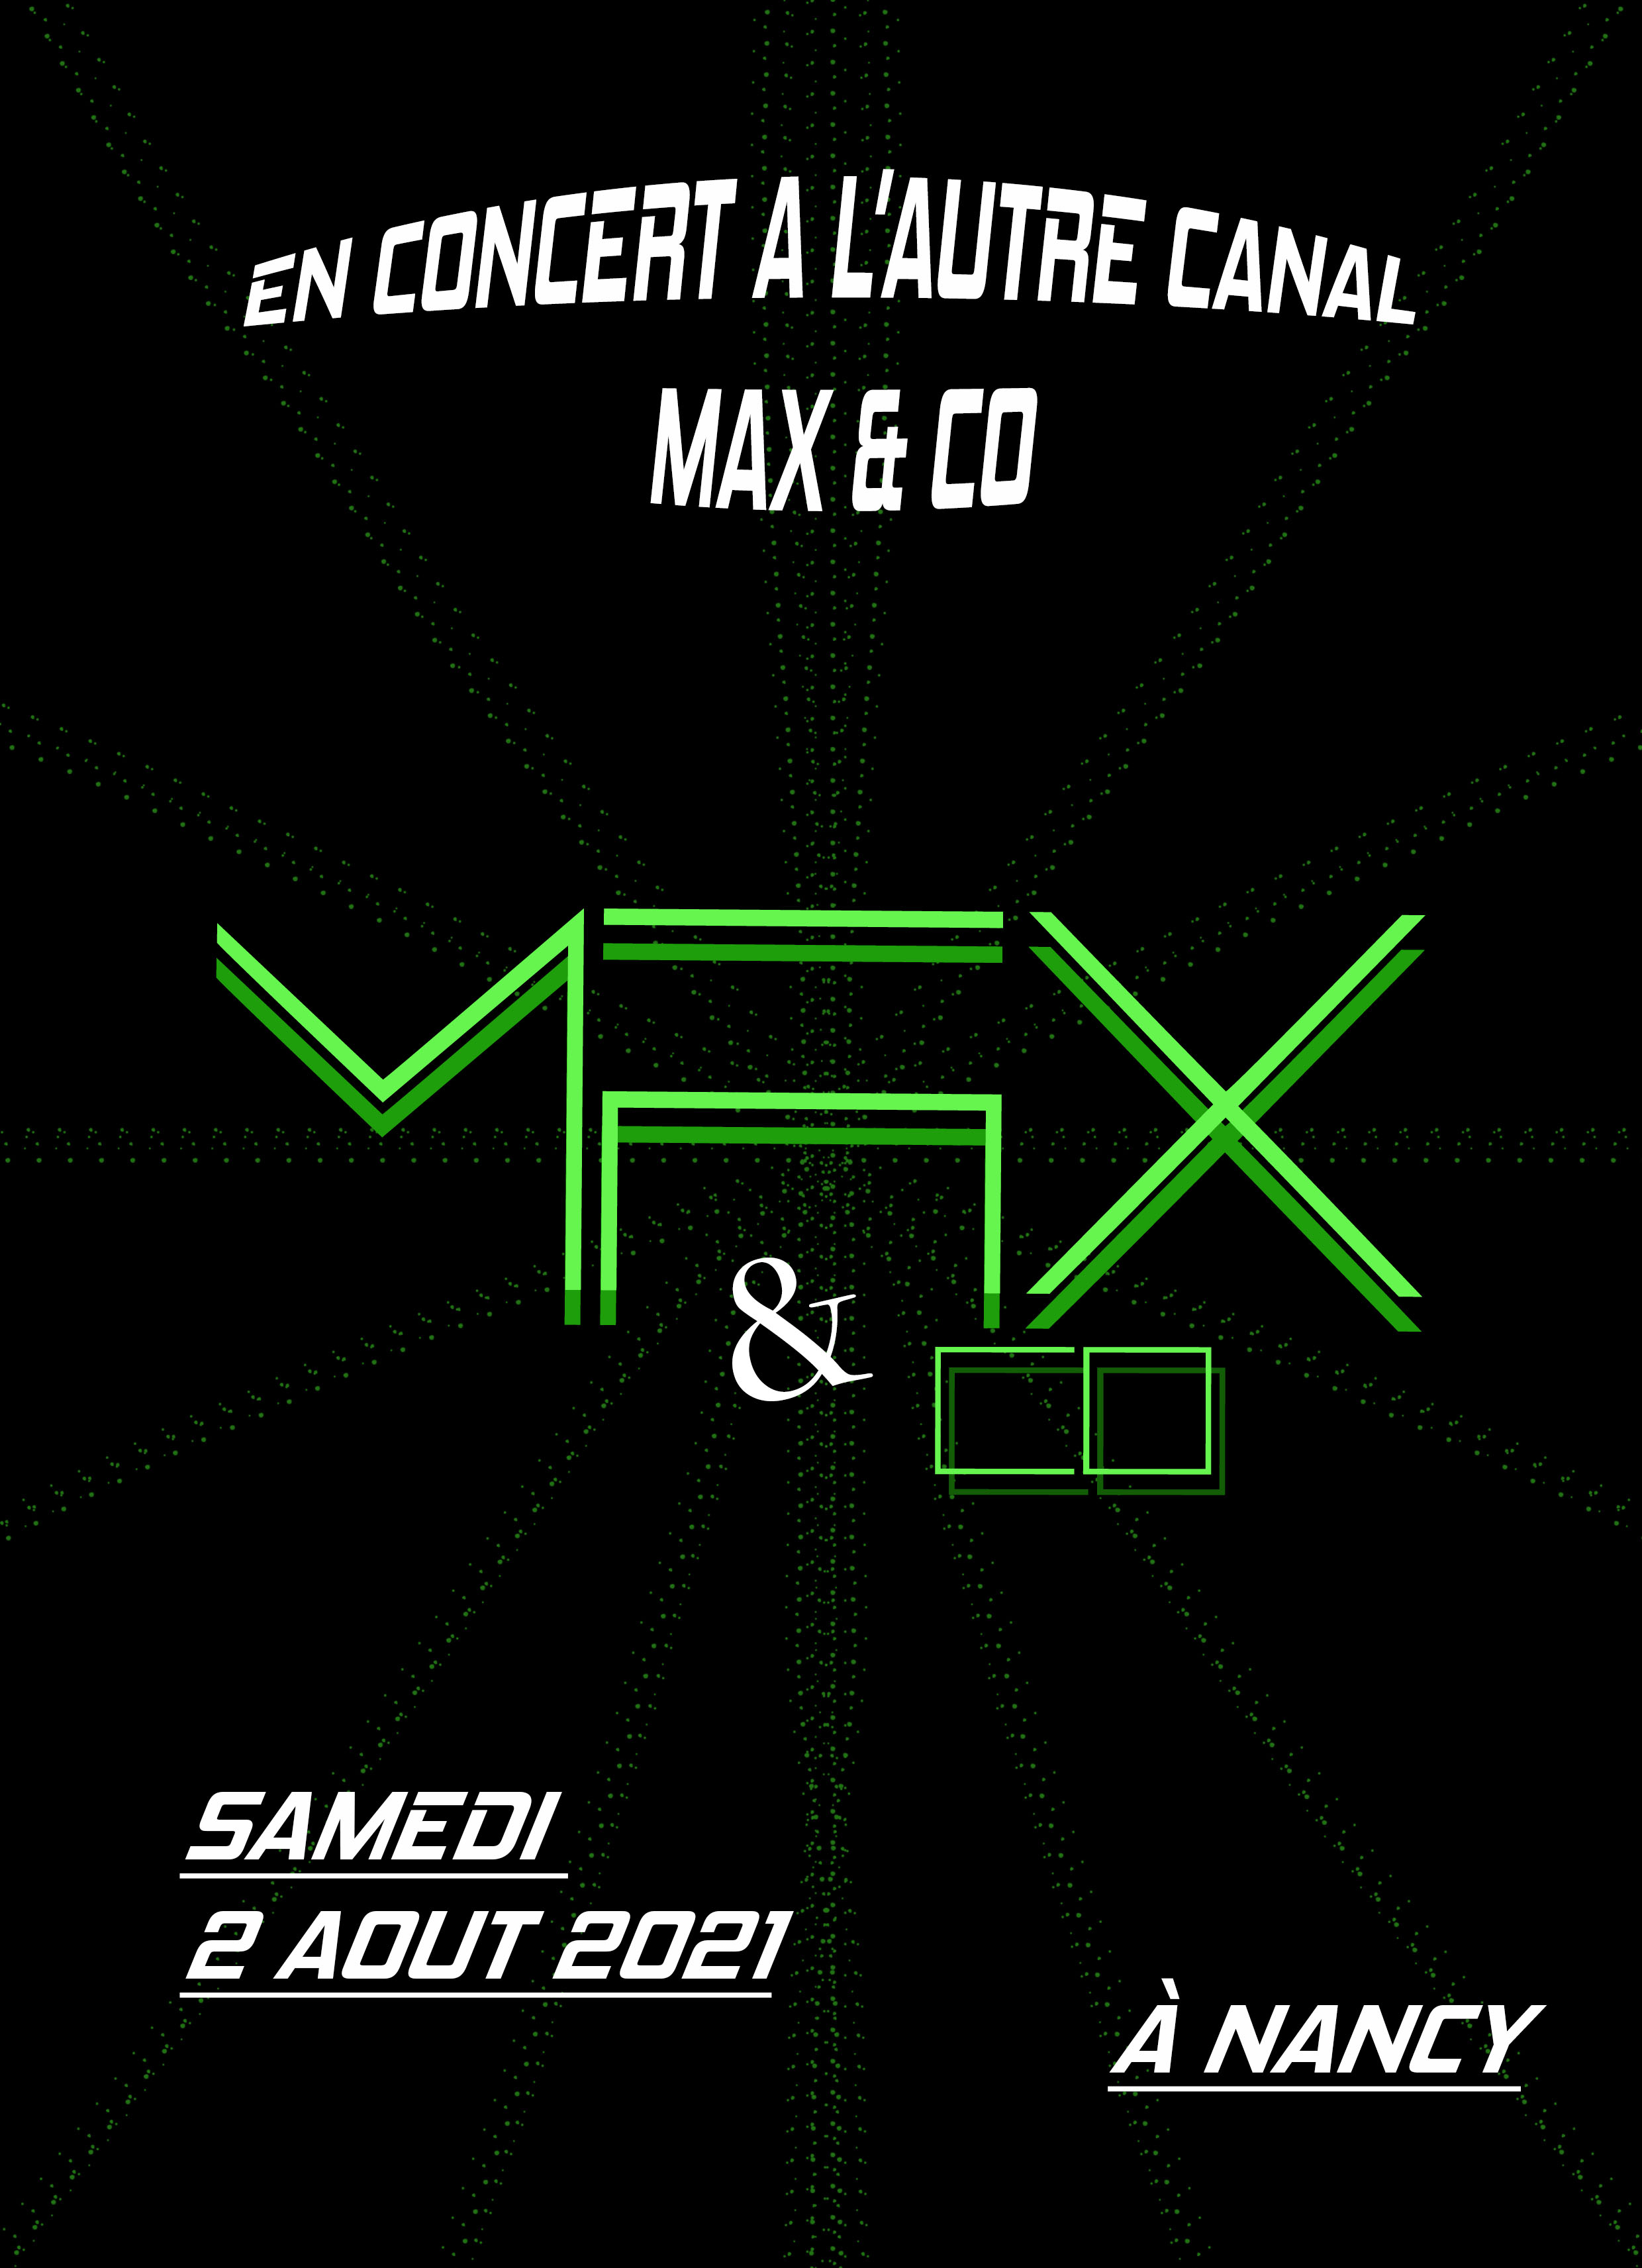 EN CONCERT A L'AUTRE CANAL
MAX & CO
MAX
& CO
SAMEDI
2 AOUT 2021
À NANCY